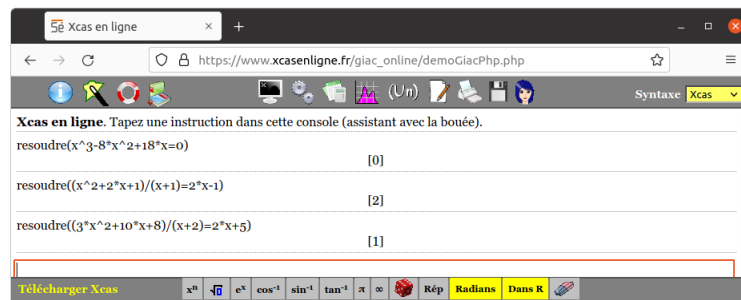 Xcas en ligne
https://www.xcasenligne.fr/giac_online/demoGiacPhp.php
(Un)
Syntaxe Xcas
Xcas en ligne. Tapez une instruction dans cette console (assistant avec la bouée).
resoudre(x^3-8*x^2+18*x=0)
[0]
resoudre((x^2+2*x+1)/(x+1)=2*x-1)
[2]
resoudre((3*x^2+10*x+8)/(x+2)=2*x+5)
[1]
Télécharger Xcas xⁿ √n eˣ cos⁻¹ sin⁻¹ tan⁻¹ π ∞ Rép Radians Dans R